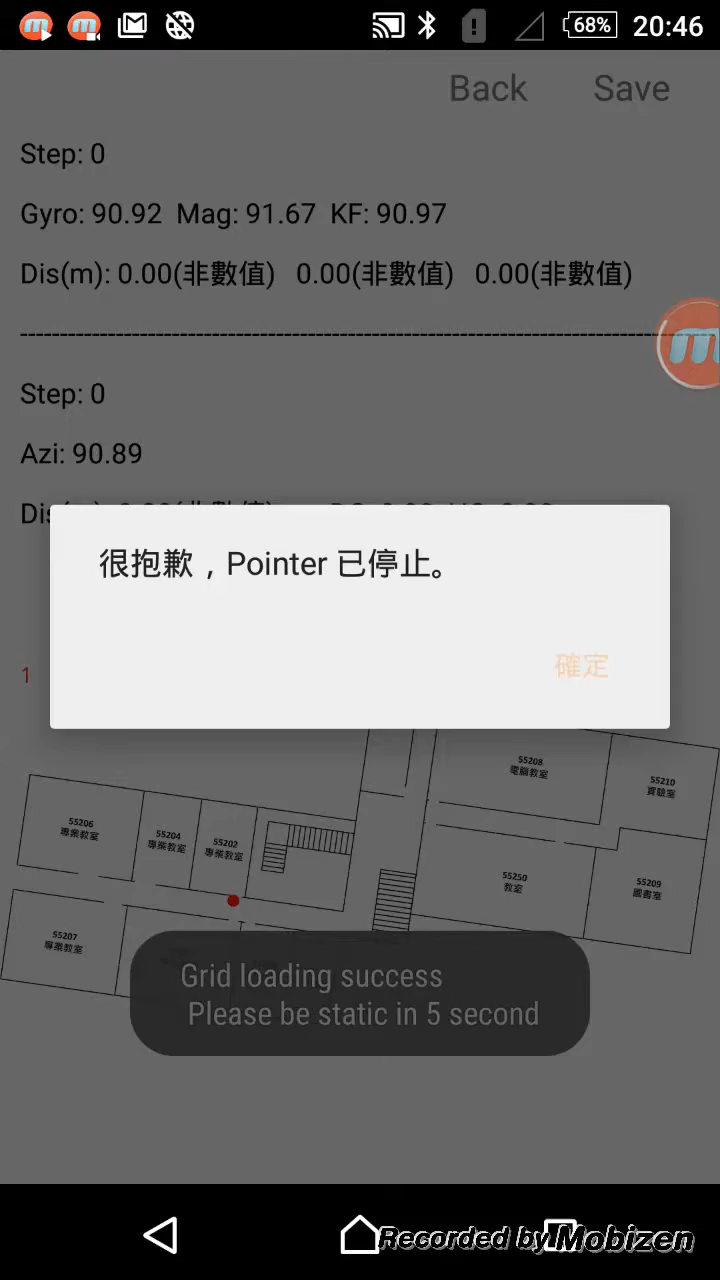 68% 20:46
Back Save
Step: 0
Gyro: 90.92 Mag: 91.67 KF: 90.97
Dis(m): 0.00(非數值) 0.00(非數值) 0.00(非數值)
Step: 0
Azi: 90.89
很抱歉，Pointer 已停止。
確定
1
55208
電腦教室
55210
實驗室
55206
專業教室
55204
專業教室
55202
專業教室
55250
教室
55209
圖書室
55207
專業教室
Grid loading success
Please be static in 5 second
Recorded by Mobizen